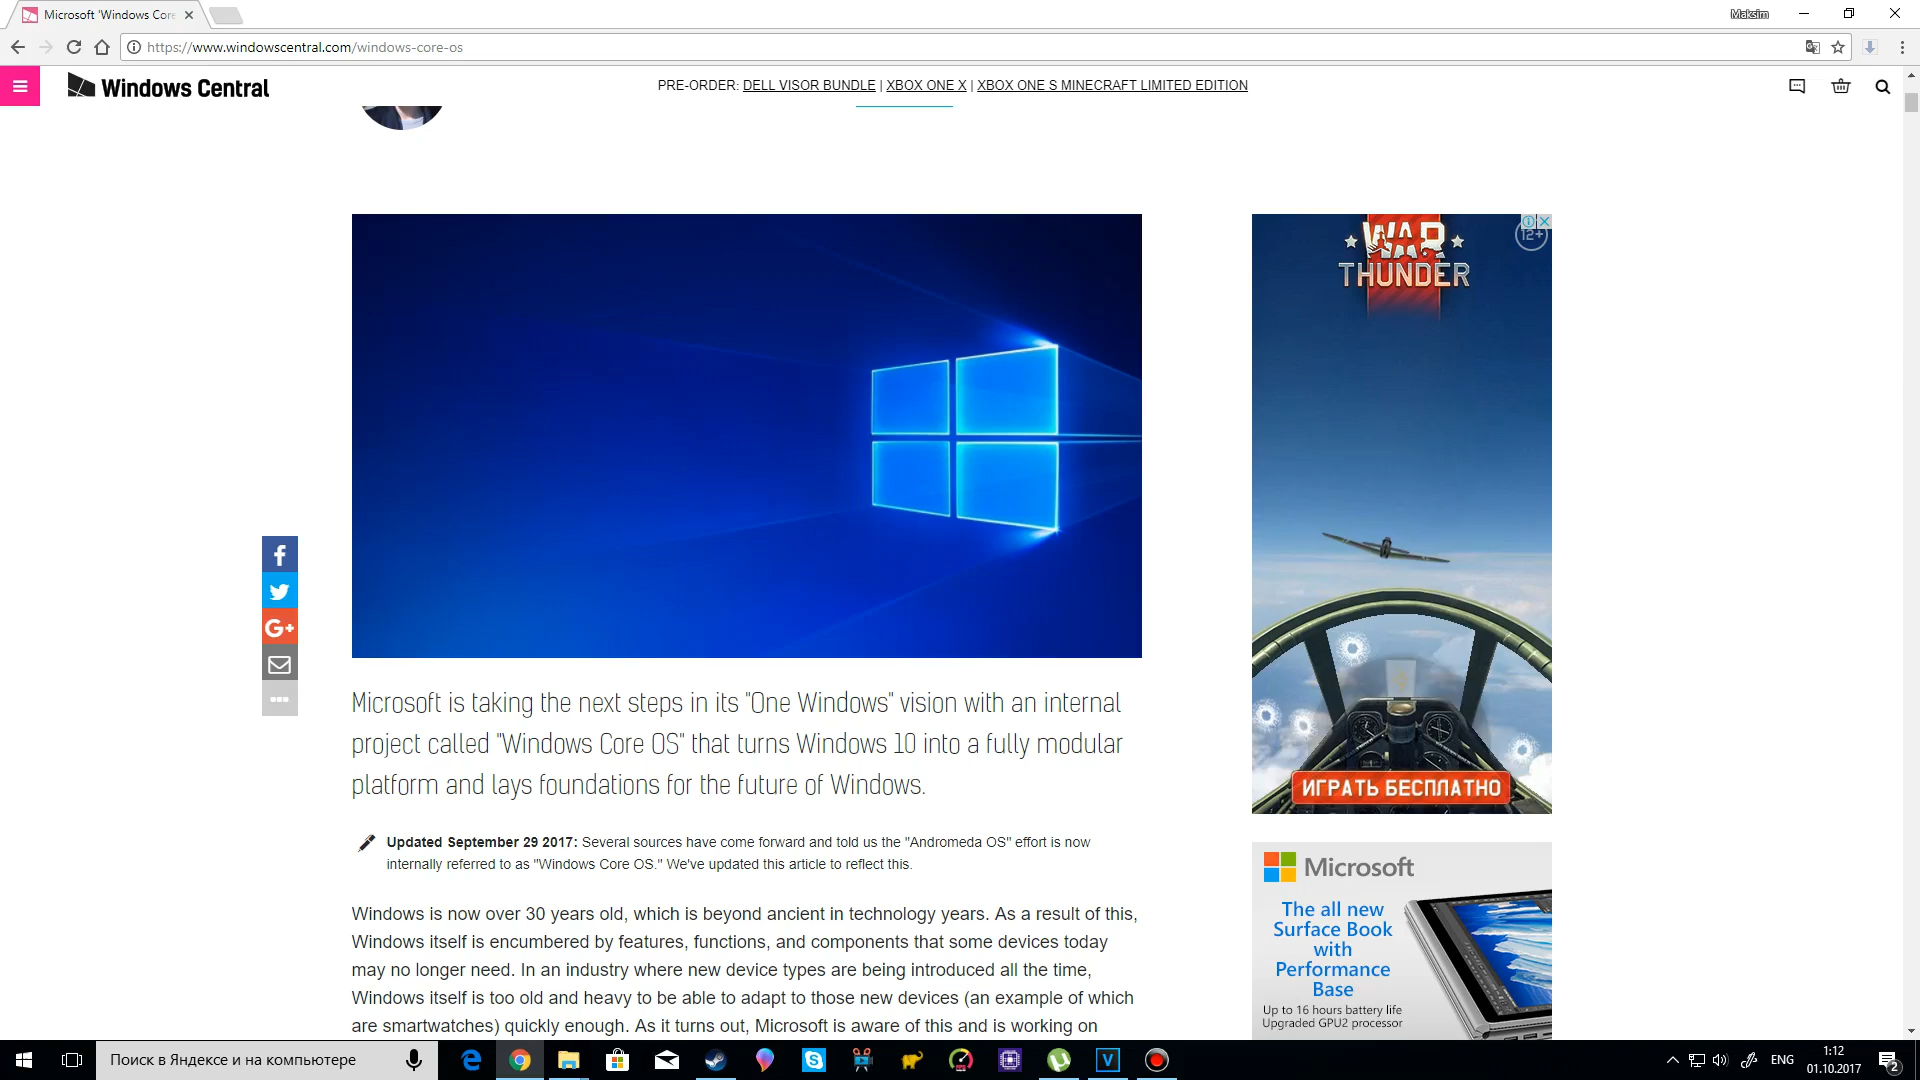 Microsoft 'Windows Core
Maksim
https://www.windowscentral.com/windows-core-os
Windows Central
PRE-ORDER: DELL VISOR BUNDLE | XBOX ONE X | XBOX ONE S MINECRAFT LIMITED EDITION
WAR
THUNDER
12+
Microsoft is taking the next steps in its "One Windows" vision with an internal
project called "Windows Core OS" that turns Windows 10 into a fully modular
platform and lays foundations for the future of Windows.
Updated September 29 2017: Several sources have come forward and told us the "Andromeda OS" effort is now
internally referred to as "Windows Core OS." We've updated this article to reflect this.
Windows is now over 30 years old, which is beyond ancient in technology years. As a result of this,
Windows itself is encumbered by features, functions, and components that some devices today
may no longer need. In an industry where new device types are being introduced all the time,
Windows itself is too old and heavy to be able to adapt to those new devices (an example of which
are smartwatches) quickly enough. As it turns out, Microsoft is aware of this and is working on
ИГРАТЬ БЕСПЛАТНО
Microsoft
The all new
Surface Book
with
Performance
Base
Up to 16 hours battery life
Upgraded GPU2 processor
Поиск в Яндексе и на компьютере
ENG
1:12
01.10.2017
2